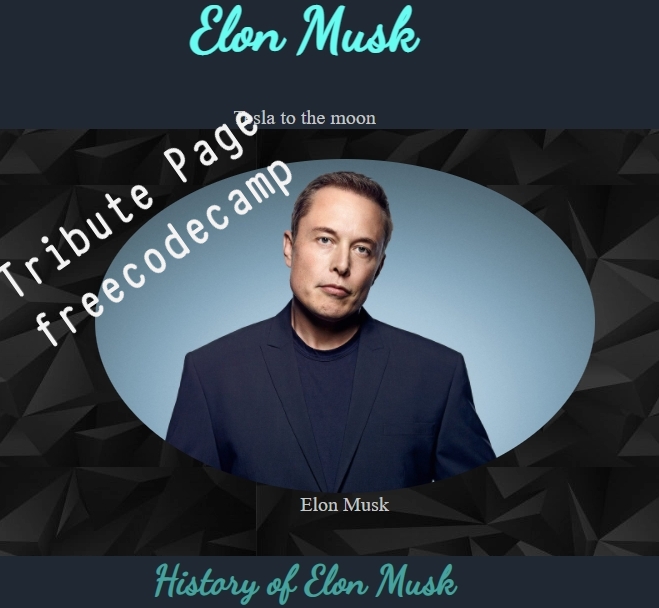 Elon Musk
Tesla to the moon
Tribute Page
freecodecamp
Elon Musk
History of Elon Musk